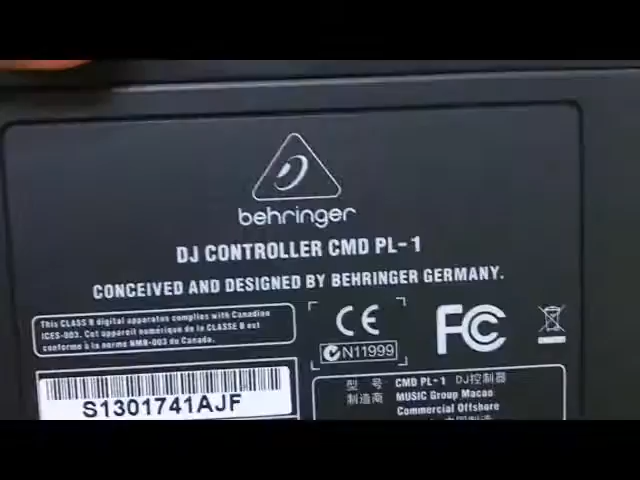 behringer
DJ CONTROLLER CMD PL-1
CONCEIVED AND DESIGNED BY BEHRINGER GERMANY.
This CLASS B digital apparatus complies with Canadian
ICES-003. Cet appareil numérique de la CLASSE B est
conforme à la norme NMB-003 du Canada.
CE
N11999
FC
S1301741AJF
型 号 CMD PL-1 DJ控制器
制造商 MUSIC Group Macao
Commercial Offshore